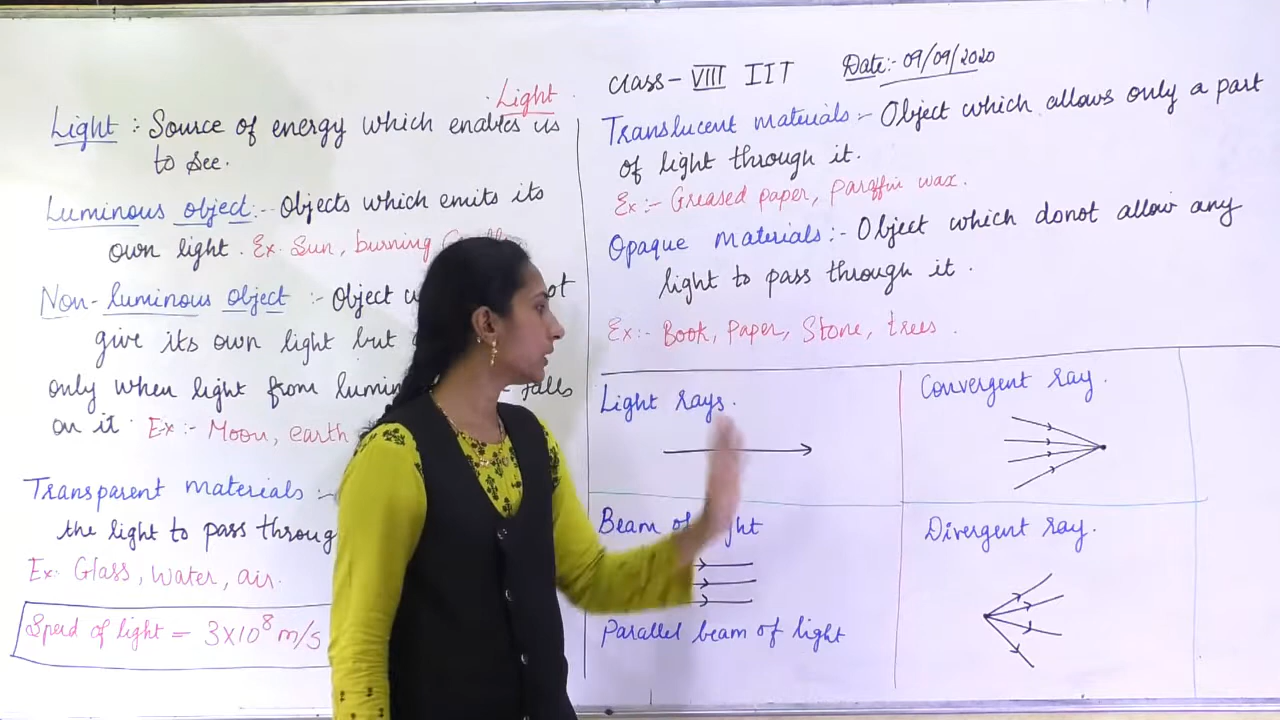 Light
Light : Source of energy which enables us
to see.
Luminous object:- Objects which emits its
own light. Ex. Sun, burning
Non-luminous object :- Object
give its own light but
only when light from falls
on it. Ex:- Moon, earth
Transparent materials :-
the light to pass through
Ex:- Glass, water, air.
Speed of light = 3x10⁸ m/s
Class- VIII IIT Date:- 09/09/2020
Translucent materials :- Object which allows only a part
of light through it.
Ex:- Greased paper, paraffin wax.
Opaque materials:- Object which donot allow any
light to pass through it.
Ex:- Book, paper, Stone, trees.
Light rays.
Convergent ray.
Beam of light
Parallel beam of light
Divergent ray.